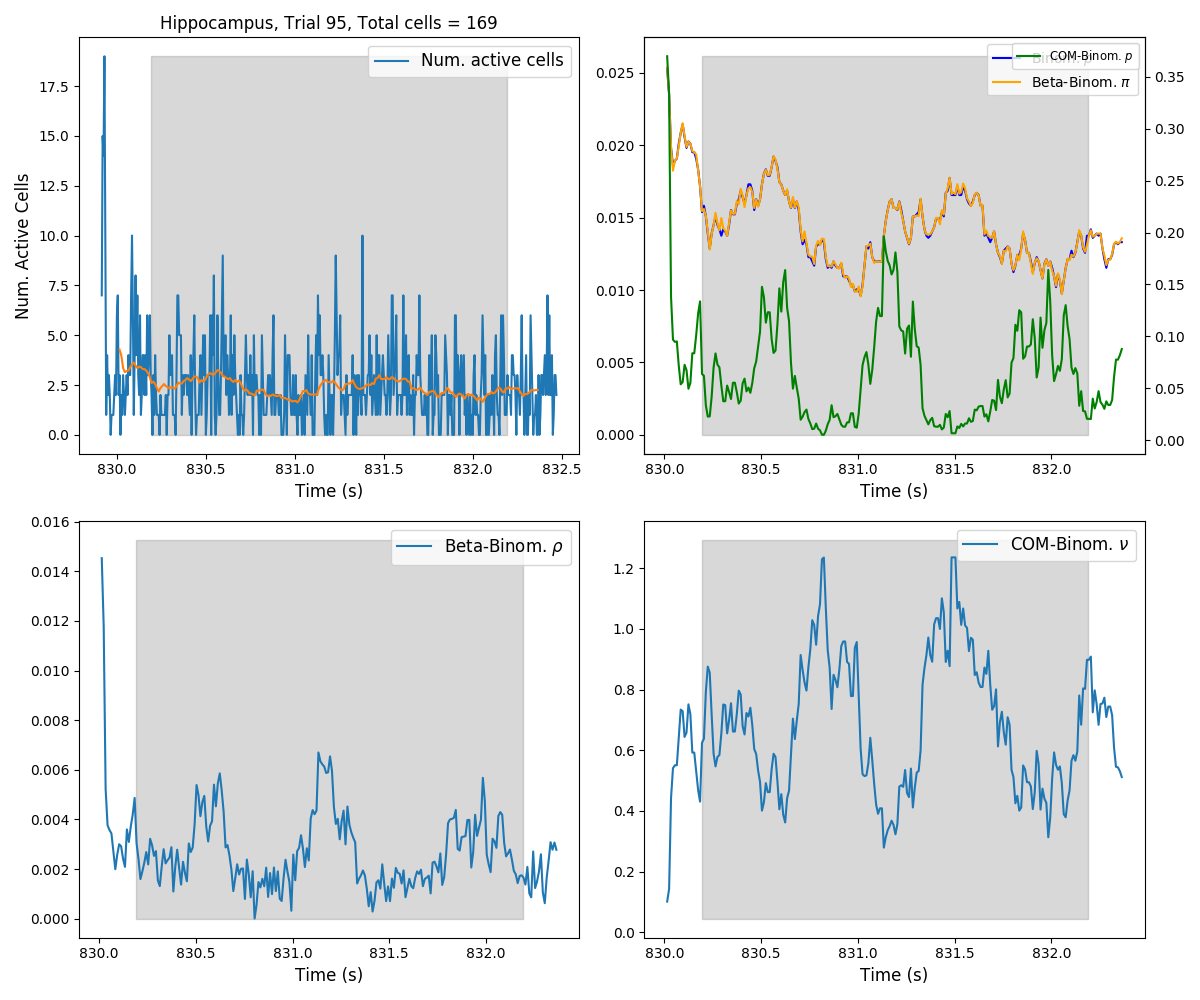 Hippocampus, Trial 95, Total cells = 169
Num. active cells
Num. Active Cells
17.5
15.0
12.5
10.0
7.5
5.0
2.5
0.0
830.0 830.5 831.0 831.5 832.0 832.5
Time (s)
COM-Binom. p
Beta-Binom. π
0.025
0.020
0.015
0.010
0.005
0.000
0.35
0.30
0.25
0.20
0.15
0.10
0.05
0.00
830.0 830.5 831.0 831.5 832.0
Time (s)
Beta-Binom. ρ
0.016
0.014
0.012
0.010
0.008
0.006
0.004
0.002
0.000
830.0 830.5 831.0 831.5 832.0
Time (s)
COM-Binom. ν
1.2
1.0
0.8
0.6
0.4
0.2
0.0
830.0 830.5 831.0 831.5 832.0
Time (s)